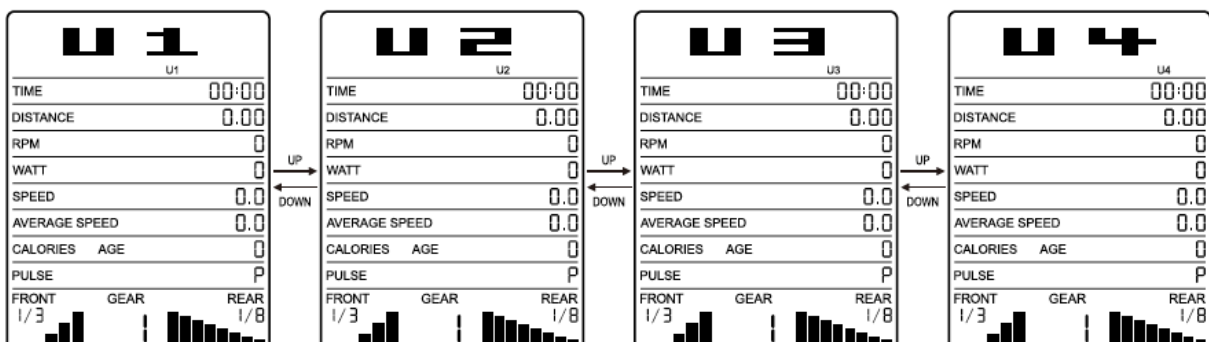 U 1
U1
TIME 00:00
DISTANCE 0.00
RPM 0
WATT 0
SPEED 0.0
AVERAGE SPEED 0.0
CALORIES AGE 0
PULSE P
FRONT GEAR REAR
1/3 1 1/8
UP
DOWN
U 2
U2
TIME 00:00
DISTANCE 0.00
RPM 0
WATT 0
SPEED 0.0
AVERAGE SPEED 0.0
CALORIES AGE 0
PULSE P
FRONT GEAR REAR
1/3 1 1/8
UP
DOWN
U 3
U3
TIME 00:00
DISTANCE 0.00
RPM 0
WATT 0
SPEED 0.0
AVERAGE SPEED 0.0
CALORIES AGE 0
PULSE P
FRONT GEAR REAR
1/3 1 1/8
UP
DOWN
U 4
U4
TIME 00:00
DISTANCE 0.00
RPM 0
WATT 0
SPEED 0.0
AVERAGE SPEED 0.0
CALORIES AGE 0
PULSE P
FRONT GEAR REAR
1/3 1 1/8